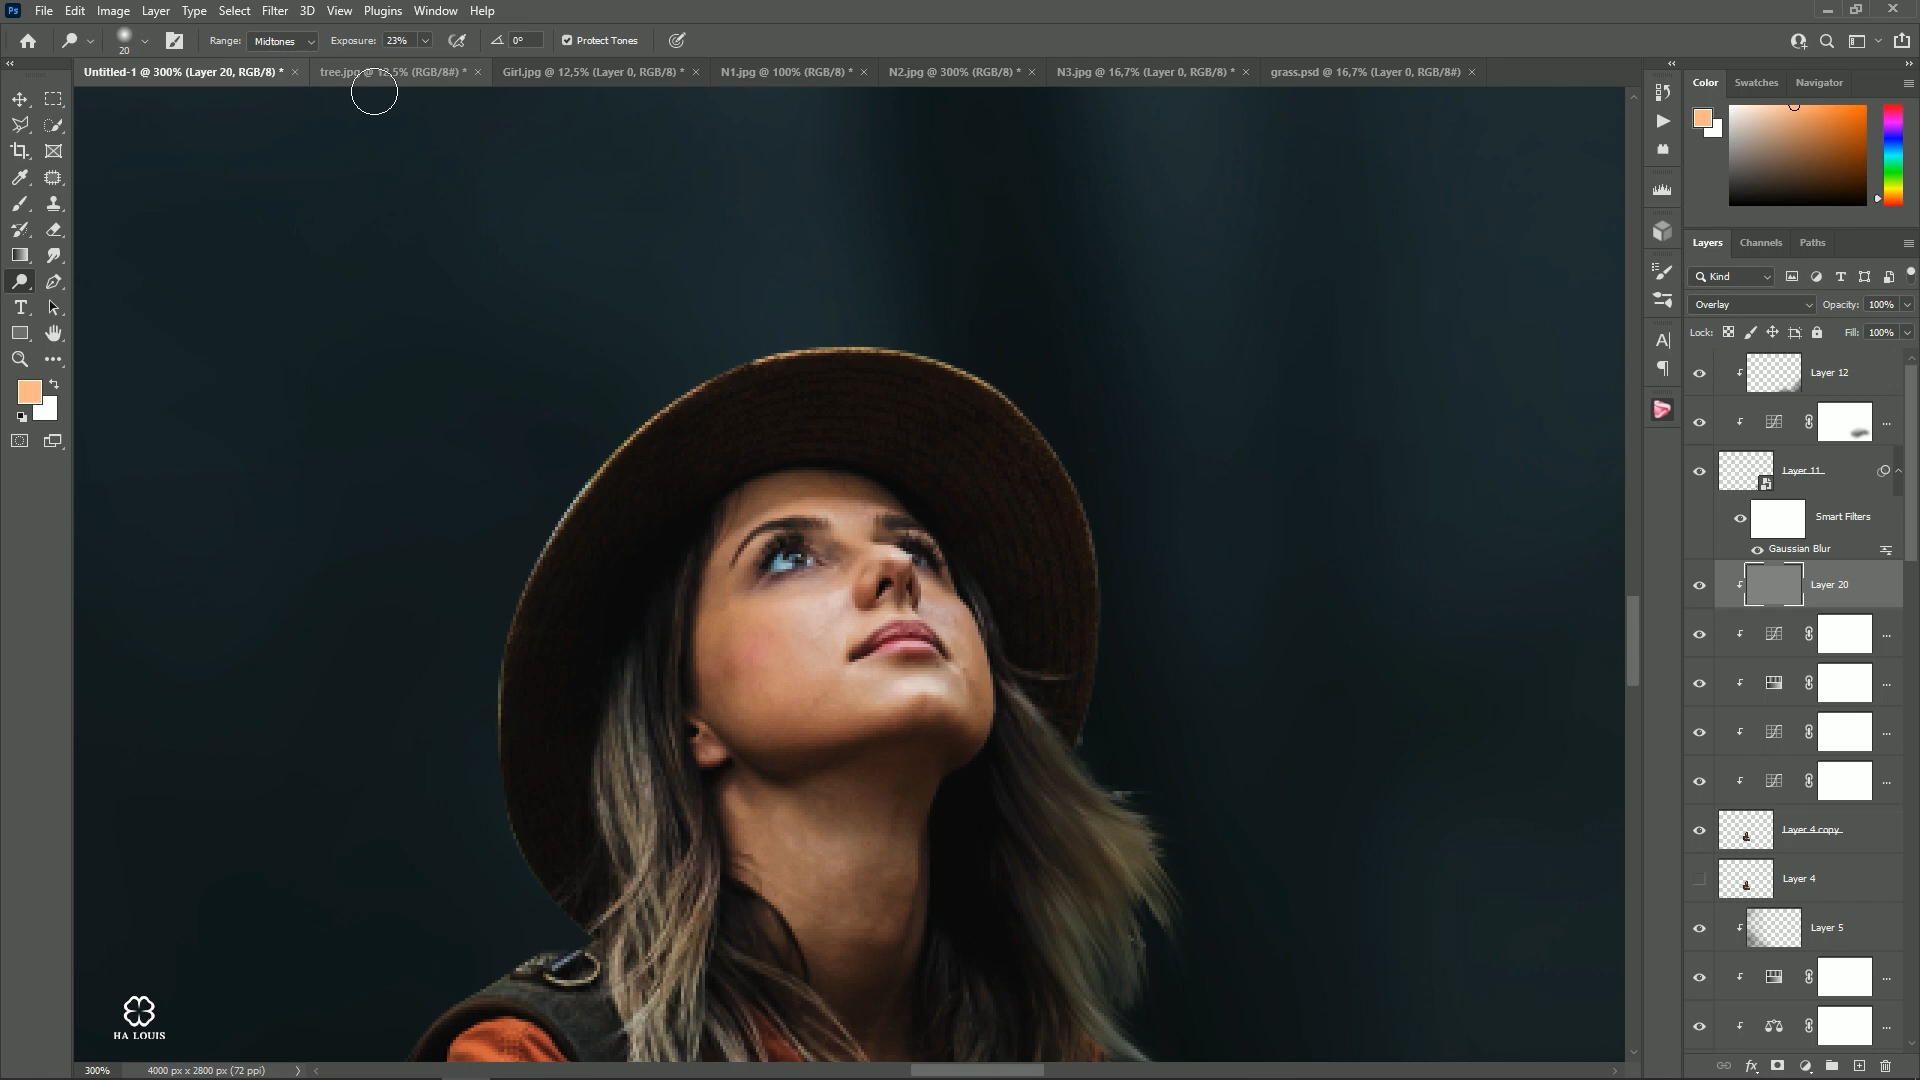 Ps File Edit Image Layer Type Select Filter 3D View Plugins Window Help
20 Range: Midtones Exposure: 23% 0° Protect Tones
Untitled-1 @ 300% (Layer 20, RGB/8) * × tree.jpg @ 12,5% (RGB/8#) * × Girl.jpg @ 12,5% (Layer 0, RGB/8) * × N1.jpg @ 100% (RGB/8) * × N2.jpg @ 300% (RGB/8) * × N3.jpg @ 16,7% (Layer 0, RGB/8) * × grass.psd @ 16,7% (Layer 0, RGB/8#) ×
Color Swatches Navigator
Layers Channels Paths
Kind
Overlay Opacity: 100%
Lock: Fill: 100%
Layer 12
Layer 11
Smart Filters
Gaussian Blur
Layer 20
Layer 4 copy
Layer 4
Layer 5
HA LOUIS
300% 4000 px x 2800 px (72 ppi)
fx